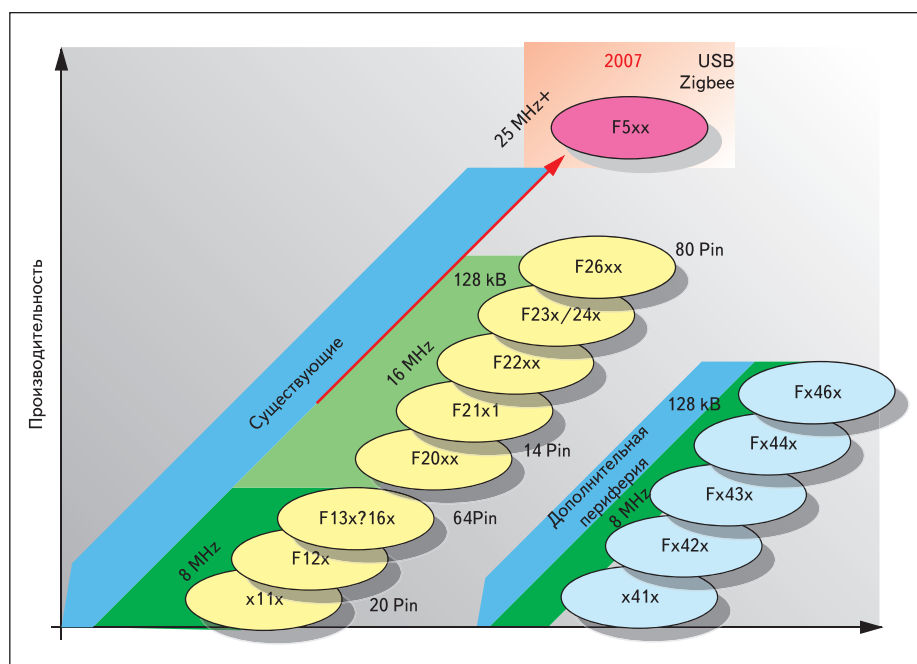 2007
USB
Zigbee
25 MHz+
F5xx
Производительность
Существующие
128 kB
16 MHz
F26xx
80 Pin
F23x/24x
F22xx
F21x1
F20xx
14 Pin
F13x?16x
64Pin
8 MHz
F12x
x11x
20 Pin
Дополнительная
периферия
128 kB
8 MHz
Fx46x
Fx44x
Fx43x
Fx42x
x41x